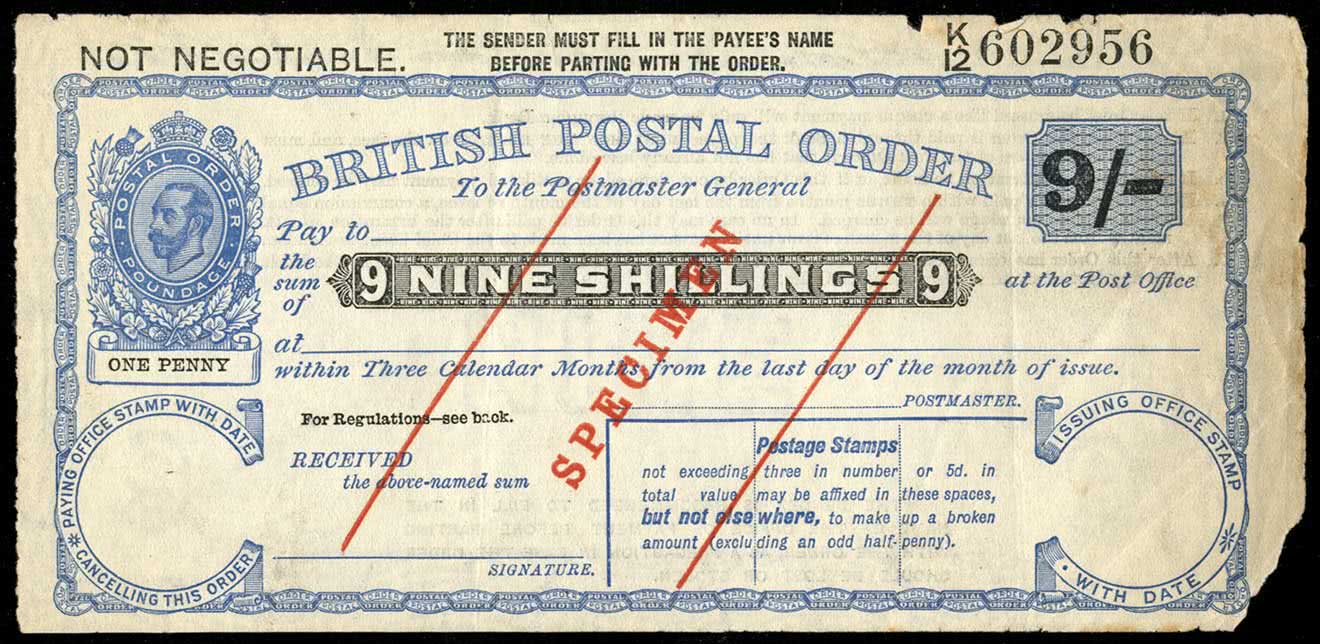 NOT NEGOTIABLE.
THE SENDER MUST FILL IN THE PAYEE'S NAME
BEFORE PARTING WITH THE ORDER.
K/12 602956
POSTAL ORDER
POUNDAGE
ONE PENNY
BRITISH POSTAL ORDER
9/-
To the Postmaster General
Pay to
the sum of
9 NINE SHILLINGS 9
at the Post Office
at
within Three Calendar Months from the last day of the month of issue.
SPECIMEN
POSTMASTER.
For Regulations—see back.
RECEIVED
the above-named sum
SIGNATURE.
Postage Stamps
not exceeding three in number or 5d. in
total value may be affixed in these spaces,
but not elsewhere, to make up a broken
amount (excluding an odd half-penny).
PAYING OFFICE STAMP WITH DATE
CANCELLING THIS ORDER
ISSUING OFFICE STAMP
WITH DATE